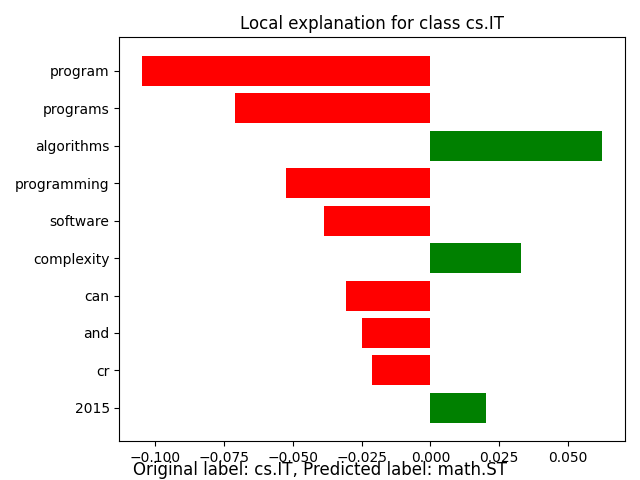 Local explanation for class cs.IT
program
programs
algorithms
programming
software
complexity
can
and
cr
2015
−0.100 −0.075 −0.050 −0.025 0.000 0.025 0.050
Original label: cs.IT, Predicted label: math.ST